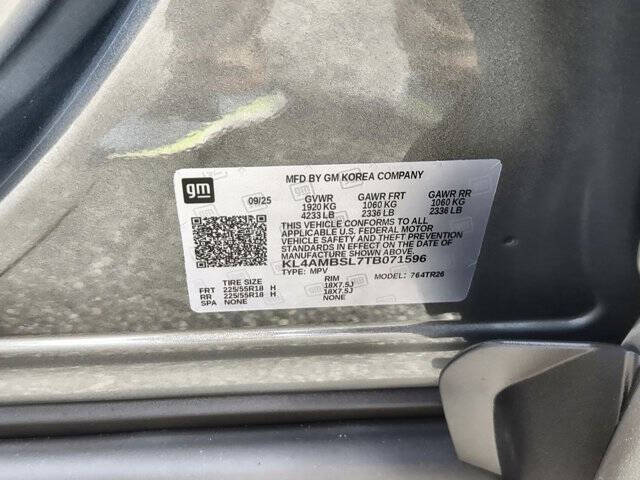 gm
MFD BY GM KOREA COMPANY
09/25 GVWR GAWR FRT GAWR RR
1920 KG 1060 KG 1060 KG
4233 LB 2336 LB 2336 LB
THIS VEHICLE CONFORMS TO ALL
APPLICABLE U.S. FEDERAL MOTOR
VEHICLE SAFETY AND THEFT PREVENTION
STANDARDS IN EFFECT ON THE DATE OF
MANUFACTURE SHOWN ABOVE.
KL4AMBSL7TB071596
TYPE: MPV MODEL: 764TR26
TIRE SIZE RIM
FRT 225/55R18 H 18X7.5J
RR 225/55R18 H 18X7.5J
SPA NONE NONE